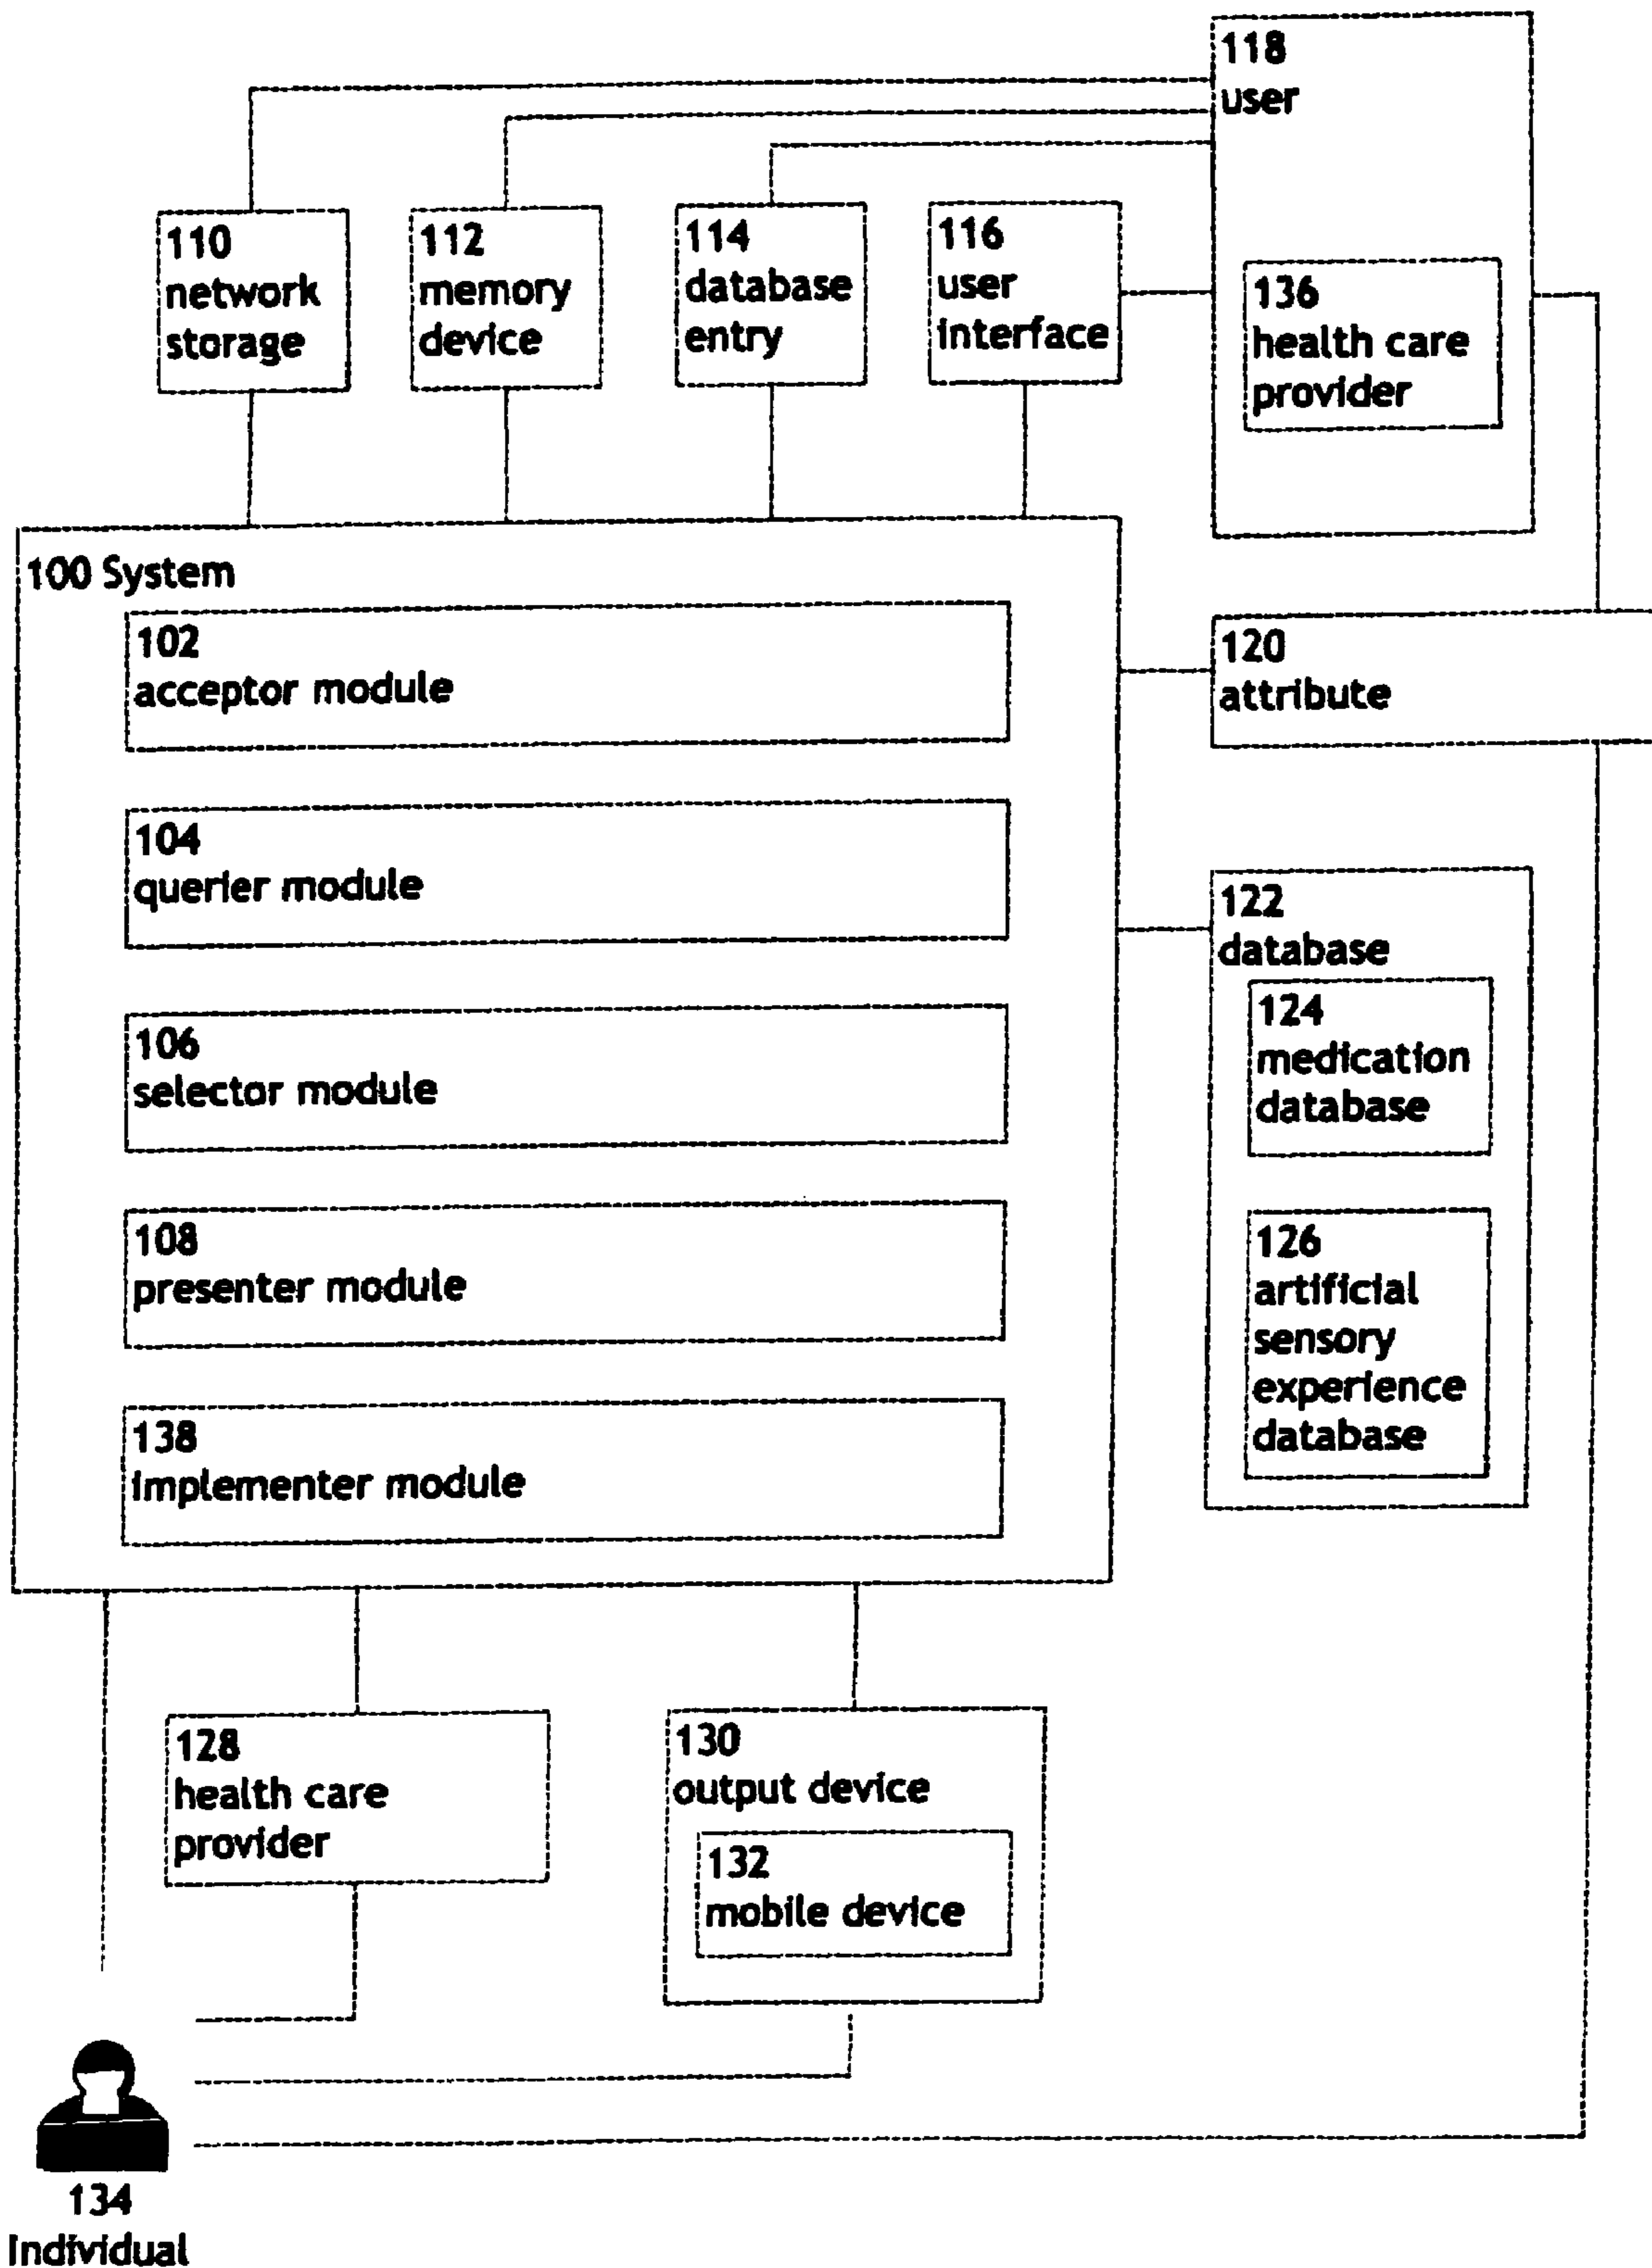 118
user
110
network
storage
112
memory
device
114
database
entry
116
user
interface
136
health care
provider
100 System
102
acceptor module
104
querier module
106
selector module
108
presenter module
138
implementer module
120
attribute
122
database
124
medication
database
126
artificial
sensory
experience
database
128
health care
provider
130
output device
132
mobile device
134
individual